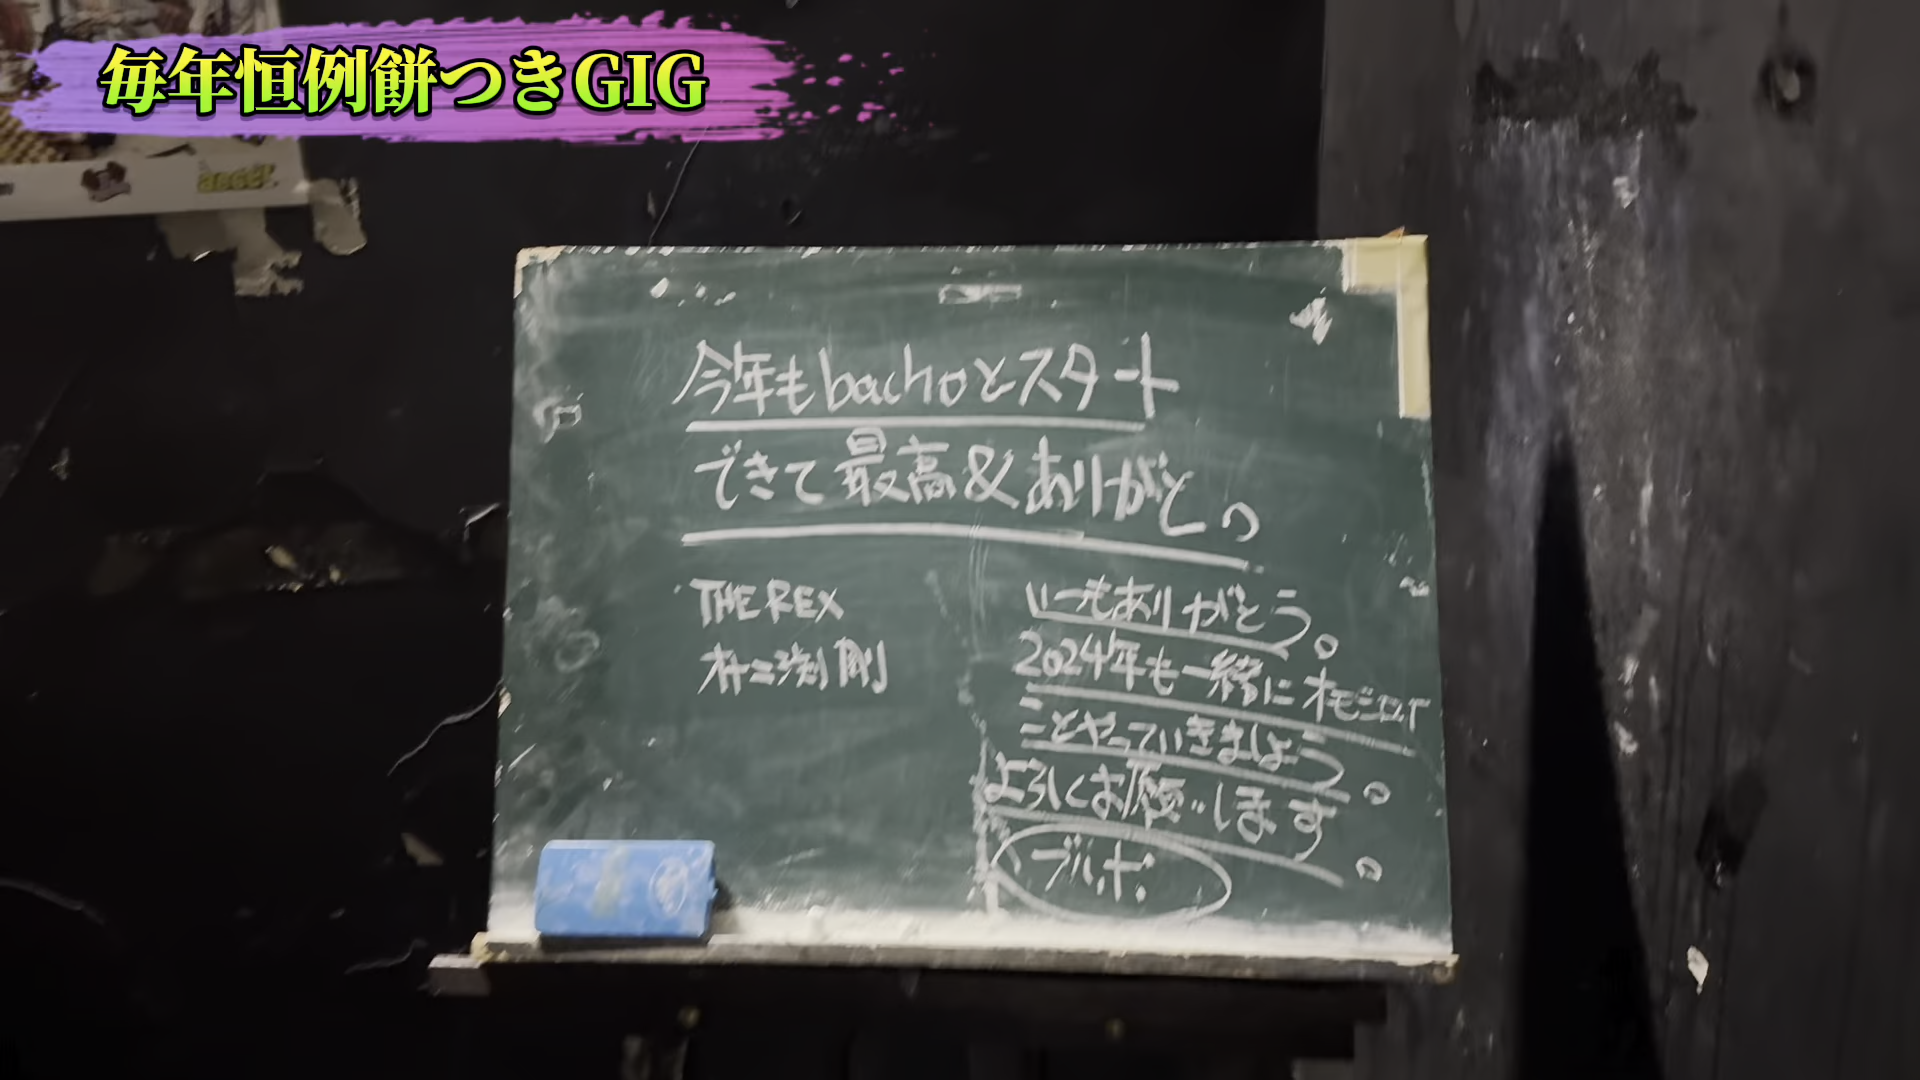 毎年恒例餅つきGIG
今年もbachoとスタート
できて最高&ありがとっ
THE REX
剛
いつもありがとう。
2024年も一緒にオモシロイ
ことやっていきましょう。
よろしくお願いします。